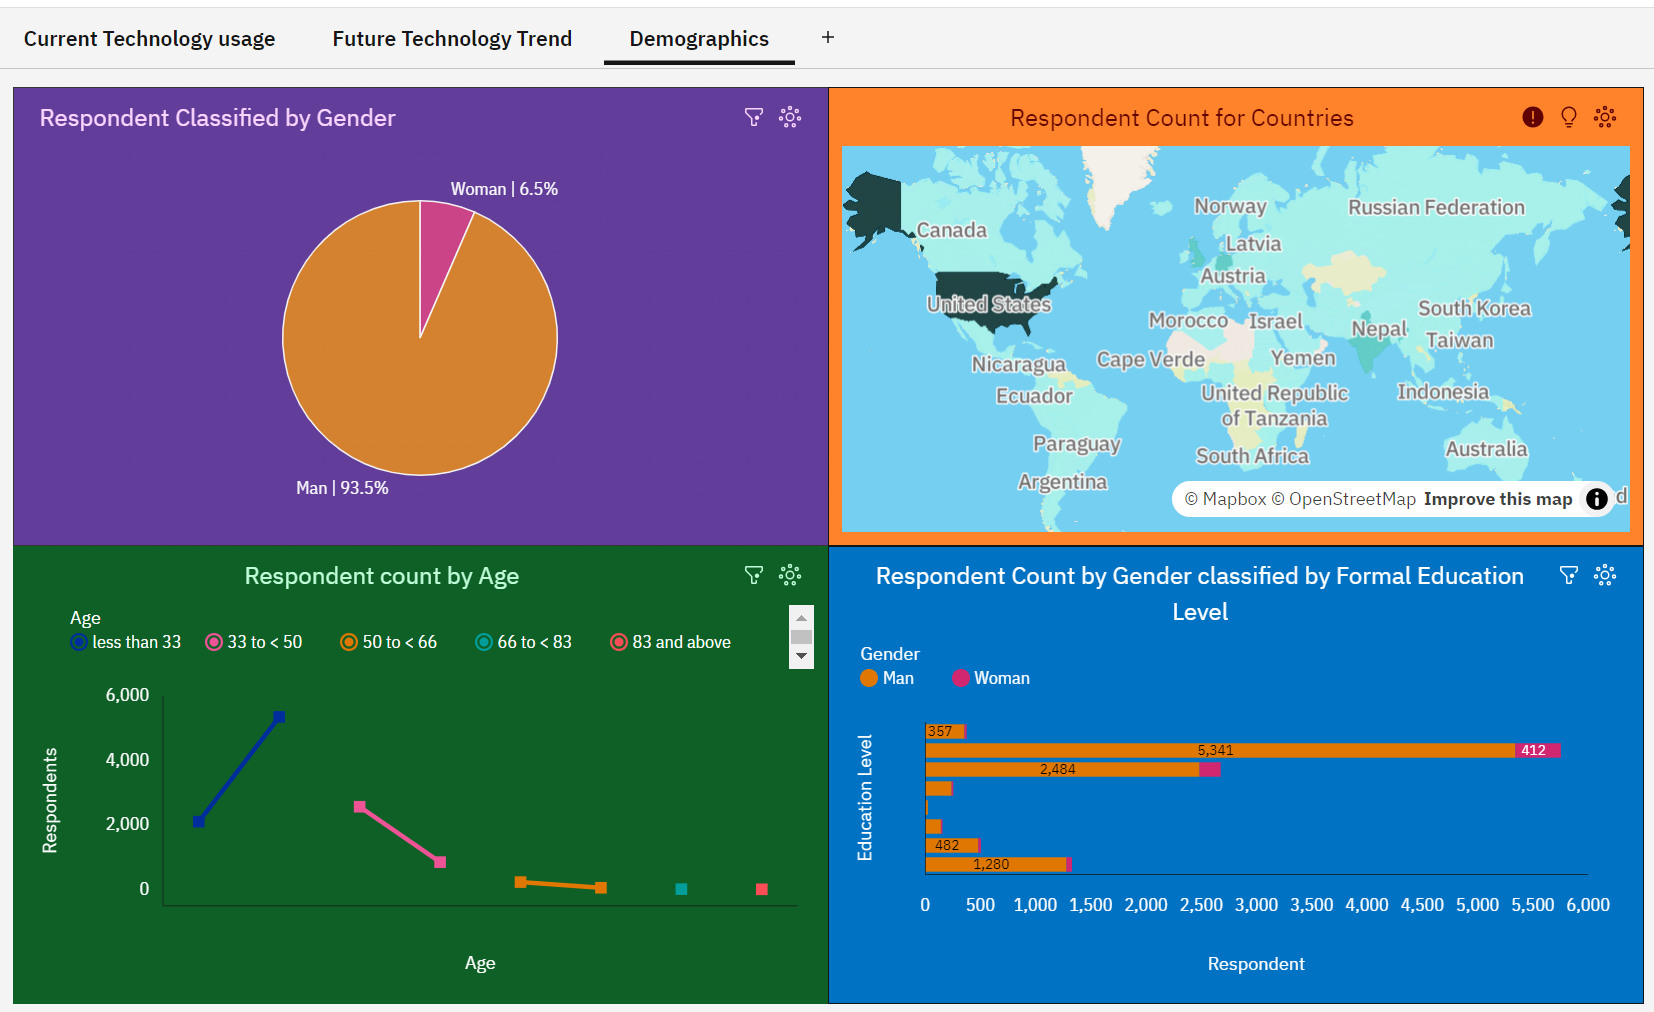 Current Technology usage
Future Technology Trend
Demographics
+
Respondent Classified by Gender
Woman | 6.5%
Man | 93.5%
Respondent Count for Countries
Norway
Russian Federation
Canada
Latvia
Austria
United States
South Korea
Morocco
Israel
Nepal
Taiwan
Nicaragua
Cape Verde
Yemen
Ecuador
United Republic
of Tanzania
Indonesia
Paraguay
South Africa
Australia
Argentina
© Mapbox © OpenStreetMap Improve this map
d
Respondent count by Age
Age
less than 33
33 to < 50
50 to < 66
66 to < 83
83 and above
6,000
4,000
2,000
0
Respondents
Age
Respondent Count by Gender classified by Formal Education
Level
Gender
Man
Woman
Education Level
357
5,341
412
2,484
482
1,280
0
500
1,000
1,500
2,000
2,500
3,000
3,500
4,000
4,500
5,000
5,500
6,000
Respondent